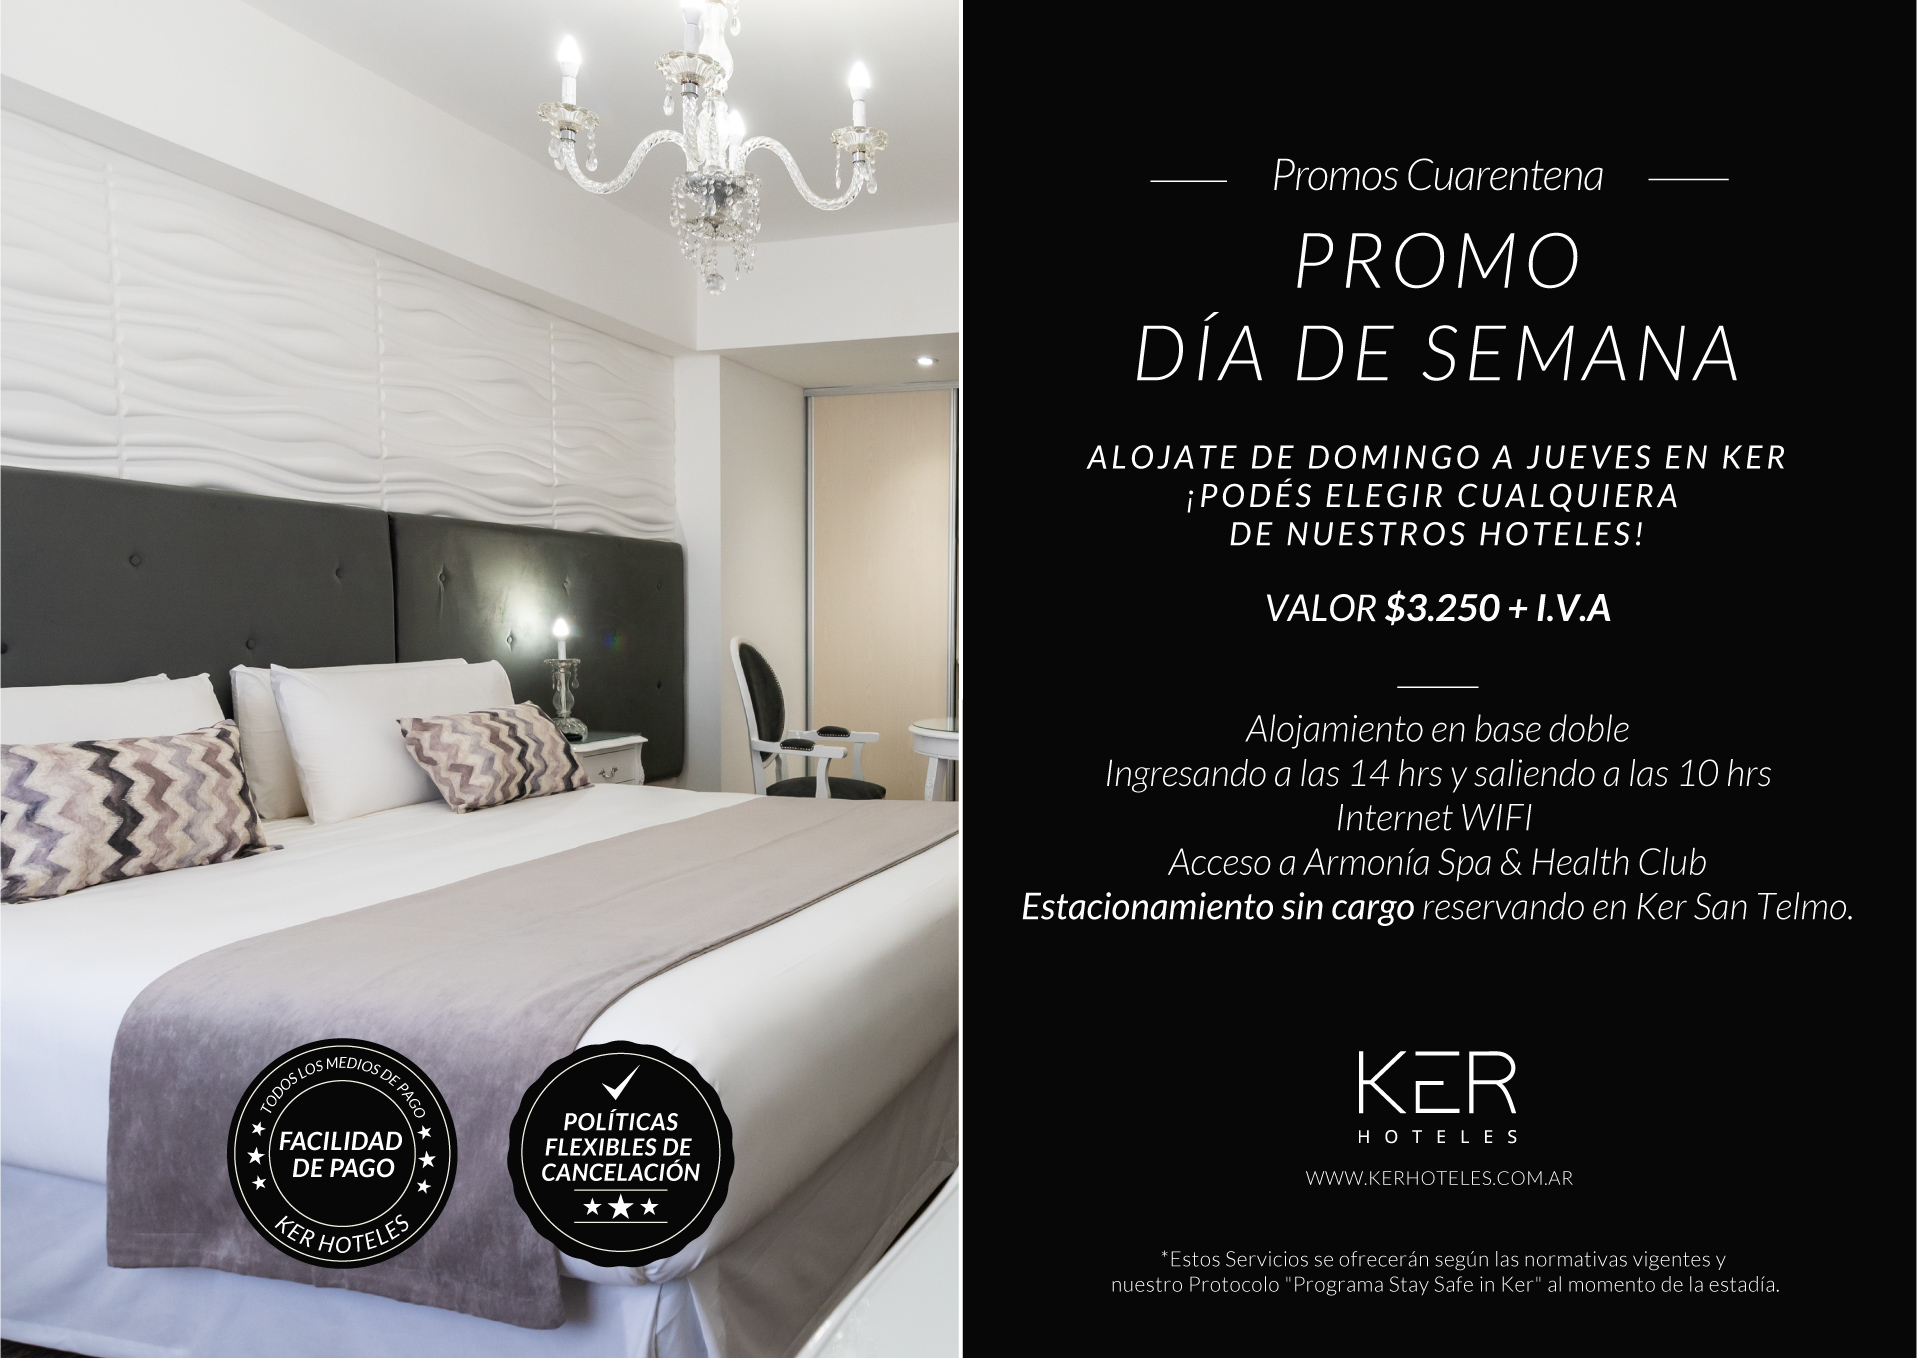 Promos Cuarentena
PROMO
DÍA DE SEMANA
ALOJATE DE DOMINGO A JUEVES EN KER
¡PODÉS ELEGIR CUALQUIERA
DE NUESTROS HOTELES!
VALOR $3.250 + I.V.A
Alojamiento en base doble
Ingresando a las 14 hrs y saliendo a las 10 hrs
Internet WIFI
Acceso a Armonía Spa & Health Club
Estacionamiento sin cargo reservando en Ker San Telmo.
KER
HOTELES
WWW.KERHOTELES.COM.AR
*Estos Servicios se ofrecerán según las normativas vigentes y
nuestro Protocolo "Programa Stay Safe in Ker" al momento de la estadía.
TODOS LOS MEDIOS DE PAGO
FACILIDAD
DE PAGO
KER HOTELES
POLÍTICAS
FLEXIBLES DE
CANCELACIÓN